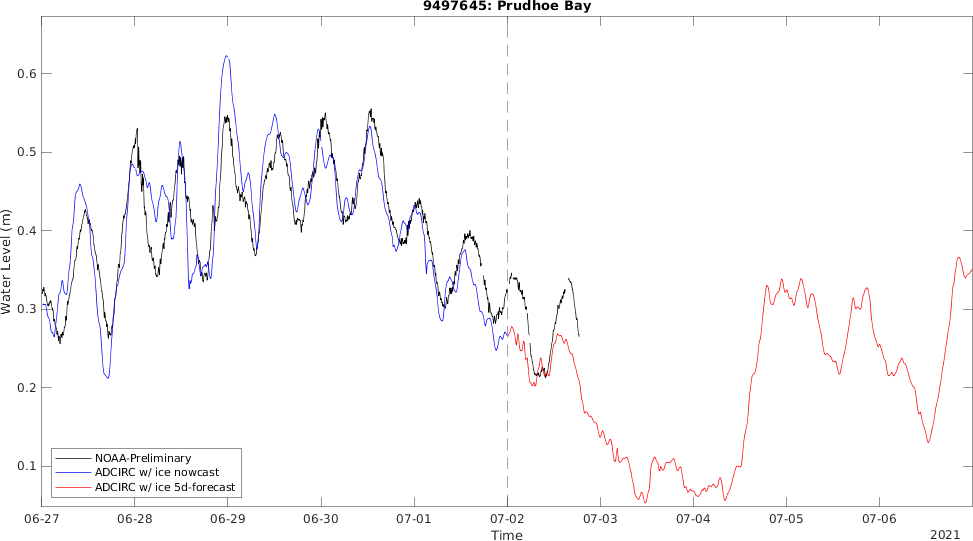 9497645: Prudhoe Bay
Water Level (m)
0.6
0.5
0.4
0.3
0.2
0.1
NOAA-Preliminary
ADCIRC w/ ice nowcast
ADCIRC w/ ice 5d-forecast
06-27 06-28 06-29 06-30 07-01 07-02 07-03 07-04 07-05 07-06
Time
2021